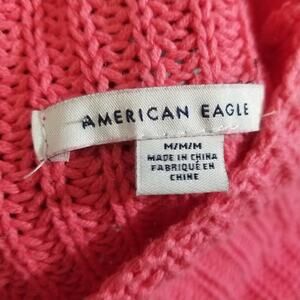 AMERICAN EAGLE
M/M/M
MADE IN CHINA
FABRIQUÉ EN
CHINE